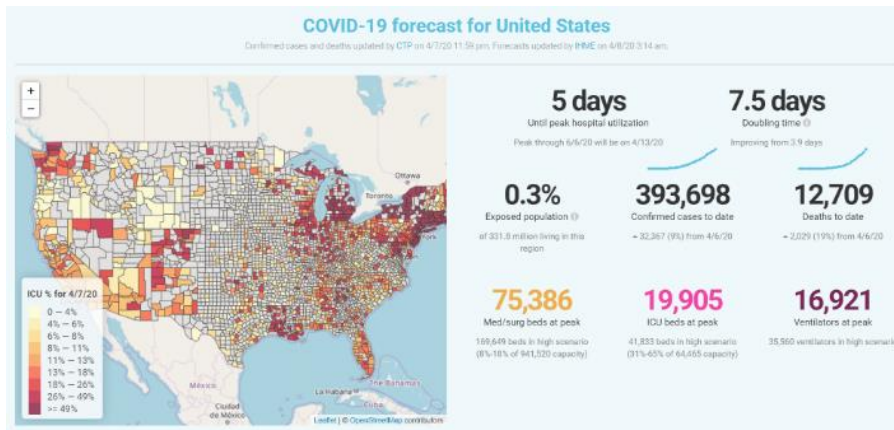 COVID-19 forecast for United States
Confirmed cases and deaths updated by CTP on 4/7/20 11:59 pm. Forecasts updated by IHME on 4/8/20 3:14 am.
+
−
Ottawa
Toronto
York
5 days
Until peak hospital utilization
Peak through 6/6/20 will be on 4/13/20
7.5 days
Doubling time
Improving from 3.9 days
0.3%
Exposed population
of 331.8 million living in this
region
393,698
Confirmed cases to date
+ 32,367 (9%) from 4/6/20
12,709
Deaths to date
+ 2,029 (19%) from 4/6/20
ICU % for 4/7/20
0 – 4%
4% – 6%
6% – 8%
8% – 11%
11% – 13%
13% – 18%
18% – 26%
26% – 49%
>= 49%
México
Ciudad
de
México
La Habana
Cuba
The Bahamas
Leaflet | © OpenStreetMap contributors
75,386
Med/surg beds at peak
169,649 beds in high scenario
(8%-18% of 941,520 capacity)
19,905
ICU beds at peak
41,833 beds in high scenario
(31%-65% of 64,465 capacity)
16,921
Ventilators at peak
35,560 ventilators in high scenario